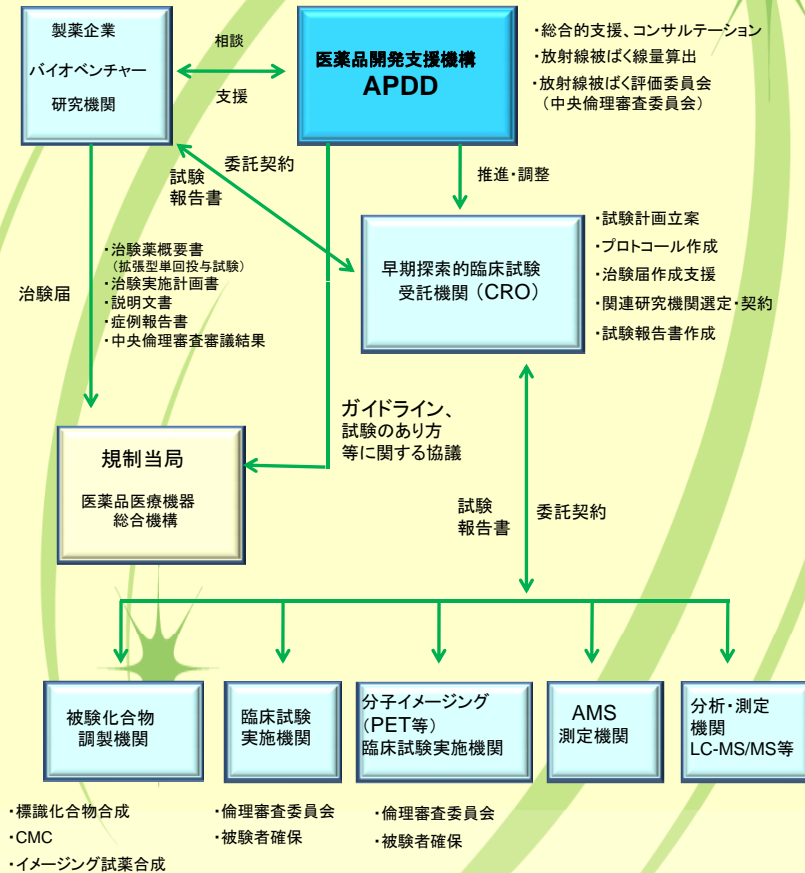 製薬企業
バイオベンチャー
研究機関
相談
支援
医薬品開発支援機構
APDD
・総合的支援、コンサルテーション
・放射線被ばく線量算出
・放射線被ばく評価委員会
（中央倫理審査委員会）
委託契約
試験
報告書
推進・調整
早期探索的臨床試験
受託機関（CRO）
・試験計画立案
・プロトコール作成
・治験届作成支援
・関連研究機関選定・契約
・試験報告書作成
治験届
・治験薬概要書
（拡張型単回投与試験）
・治験実施計画書
・説明文書
・症例報告書
・中央倫理審査審議結果
ガイドライン、
試験のあり方
等に関する協議
規制当局
医薬品医療機器
総合機構
試験
報告書
委託契約
被験化合物
調製機関
臨床試験
実施機関
分子イメージング
（PET等）
臨床試験実施機関
AMS
測定機関
分析・測定
機関
LC-MS/MS等
・標識化合物合成
・CMC
・イメージング試薬合成
・倫理審査委員会
・被験者確保
・倫理審査委員会
・被験者確保